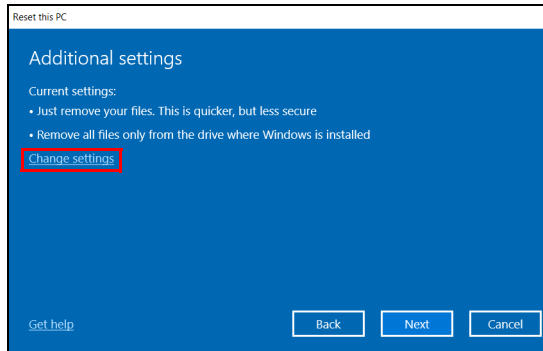 Reset this PC
Additional settings
Current settings:
• Just remove your files. This is quicker, but less secure
• Remove all files only from the drive where Windows is installed
Change settings
Get help
Back
Next
Cancel